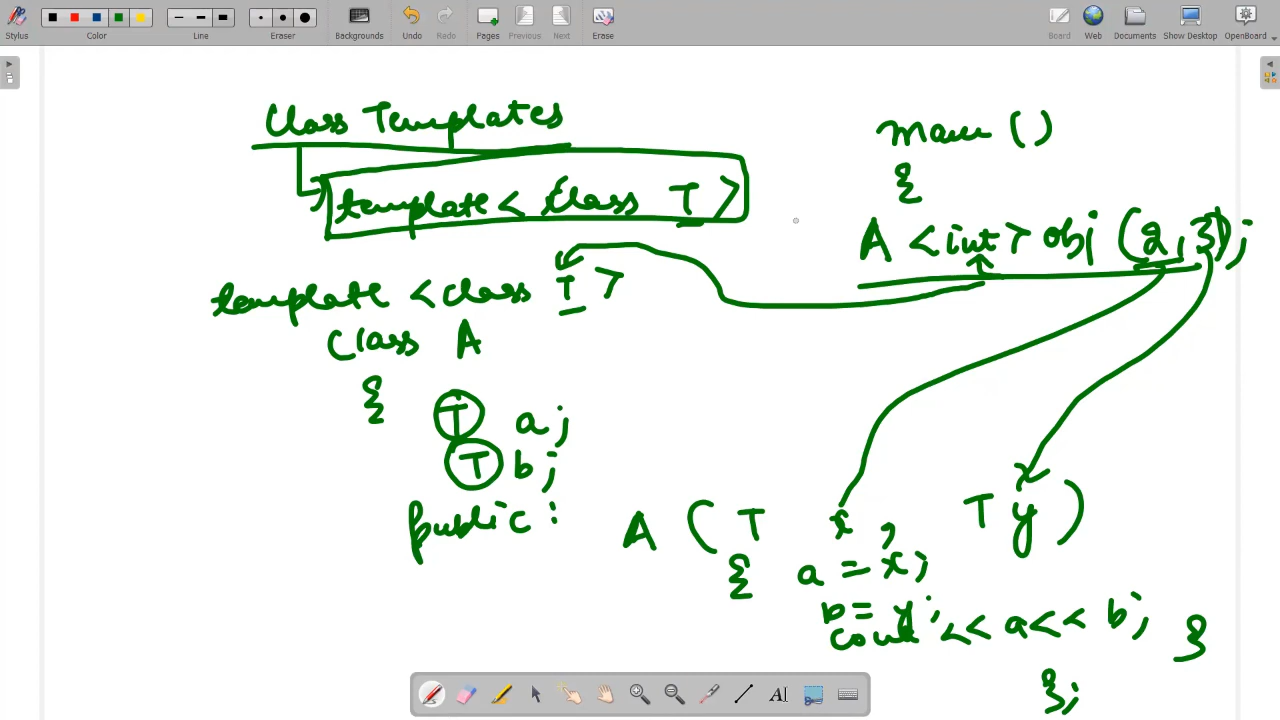 Stylus Color Line Eraser Backgrounds Undo Redo Pages Previous Next Erase Board Web Documents Show Desktop OpenBoard
Class Templates
template < class T >
template < class T >
class A
{
T a;
T b;
public :
A ( T x , T y )
{ a = x;
b = y;
cout << a << b; }
};
main ()
{
A < int > obj ( 2 , 3 );
AI